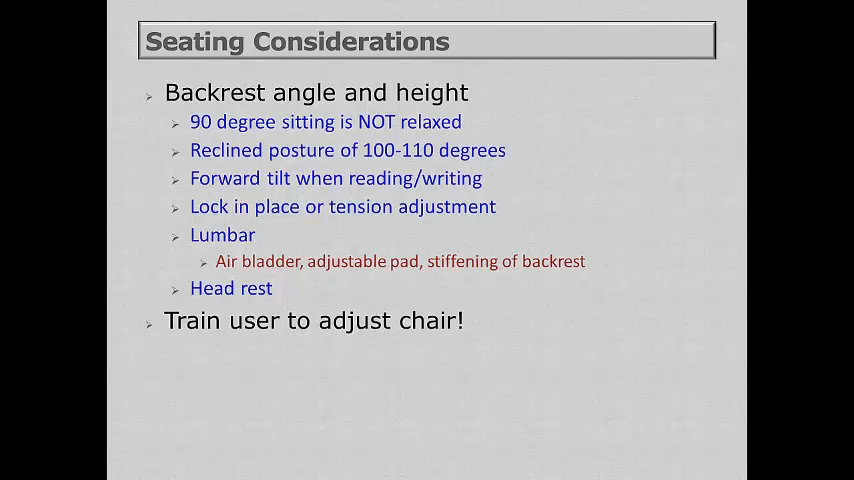 Seating Considerations
Backrest angle and height
90 degree sitting is NOT relaxed
Reclined posture of 100-110 degrees
Forward tilt when reading/writing
Lock in place or tension adjustment
Lumbar
Air bladder, adjustable pad, stiffening of backrest
Head rest
Train user to adjust chair!